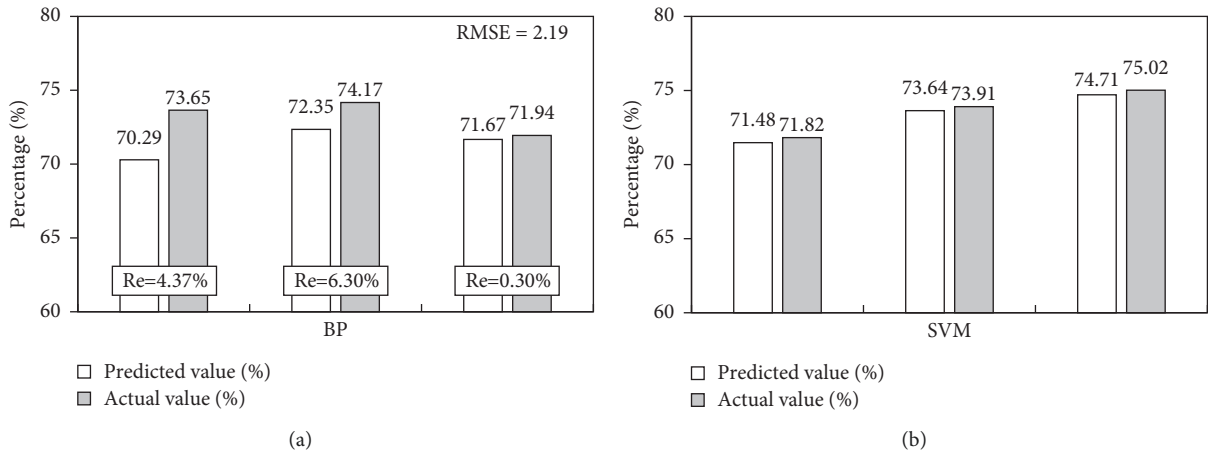 80
75
70
65
60
Percentage (%)
RMSE = 2.19
70.29
73.65
72.35
74.17
71.67
71.94
Re=4.37%
Re=6.30%
Re=0.30%
BP
Predicted value (%)
Actual value (%)
(a)
80
75
70
65
60
Percentage (%)
71.48
71.82
73.64
73.91
74.71
75.02
SVM
Predicted value (%)
Actual value (%)
(b)